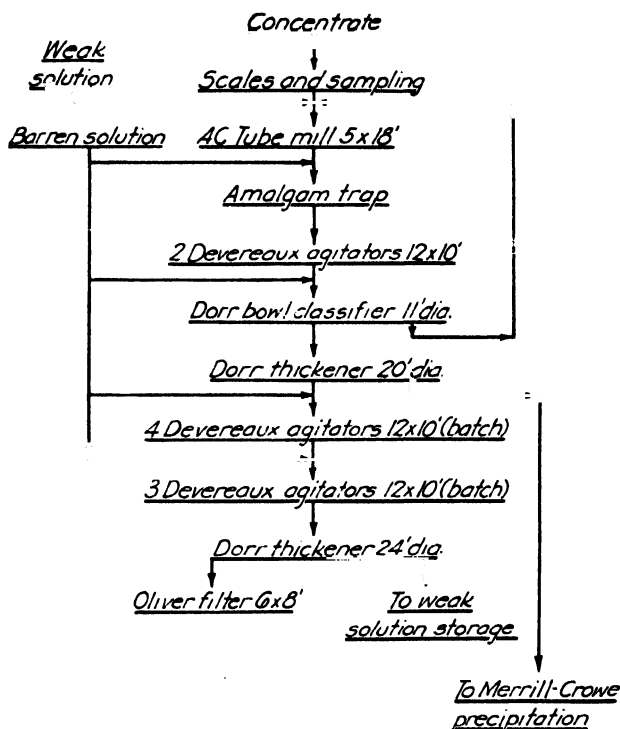 Concentrate
Weak
solution
Scales and sampling
Barren solution
AC Tube mill 5x18'
Amalgam trap
2 Devereaux agitators 12x10'
Dorr bowl classifier 11' dia.
Dorr thickener 20' dia.
4 Devereaux agitators 12x10' (batch)
3 Devereaux agitators 12x10' (batch)
Dorr thickener 24' dia.
Oliver filter 6x8'
To weak
solution storage
To Merrill-Crowe
precipitation